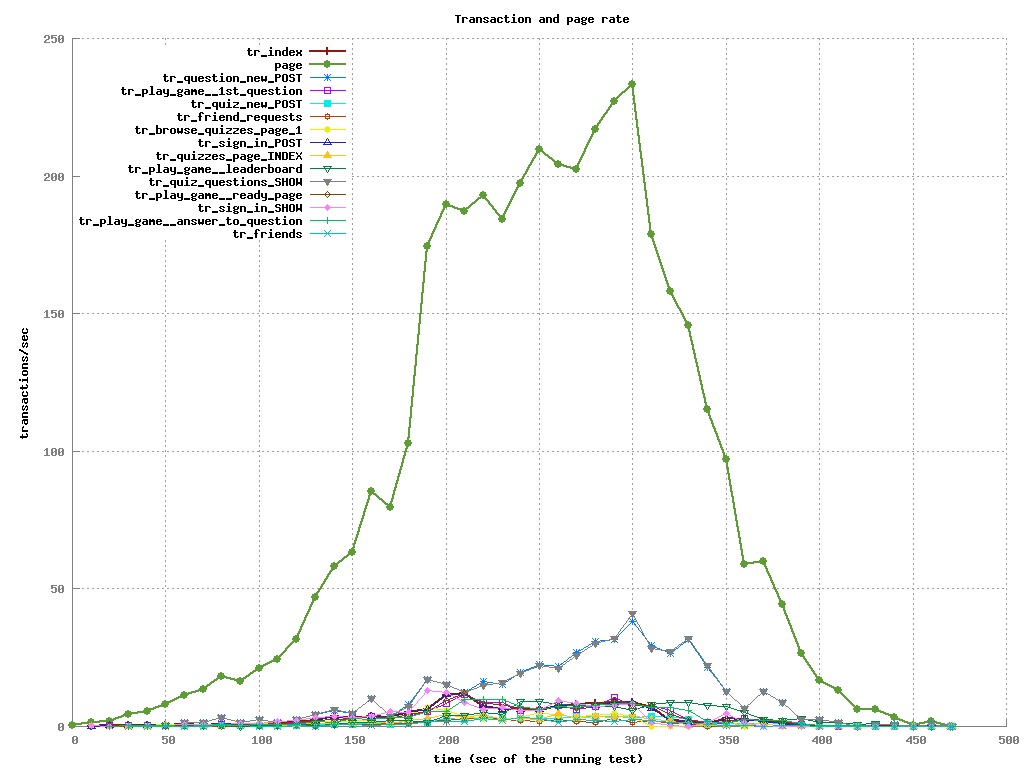 Transaction and page rate
250
200
150
100
50
0
transactions/sec
tr_index
page
tr_question_new_POST
tr_play_game__1st_question
tr_quiz_new_POST
tr_friend_requests
tr_browse_quizzes_page_1
tr_sign_in_POST
tr_quizzes_page_INDEX
tr_play_game__leaderboard
tr_quiz_questions_SHOW
tr_play_game__ready_page
tr_sign_in_SHOW
tr_play_game__answer_to_question
tr_friends
0 50 100 150 200 250 300 350 400 450 500
time (sec of the running test)